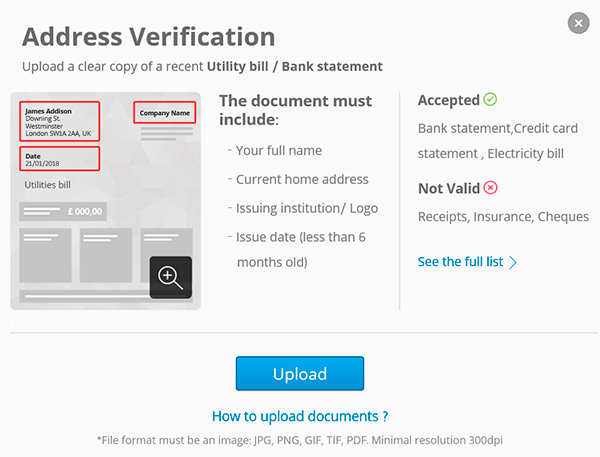 Address Verification
Upload a clear copy of a recent Utility bill / Bank statement
James Addison
Downing St.
Westminster
London SW1A 2AA, UK
Company Name
Date
21/01/2018
Utilities bill
£ 000,00
The document must
include:
- Your full name
- Current home address
- Issuing institution/ Logo
- Issue date (less than 6
months old)
Accepted
Bank statement,Credit card
statement , Electricity bill
Not Valid
Receipts, Insurance, Cheques
See the full list
Upload
How to upload documents ?
*File format must be an image: JPG, PNG, GIF, TIF, PDF. Minimal resolution 300dpi